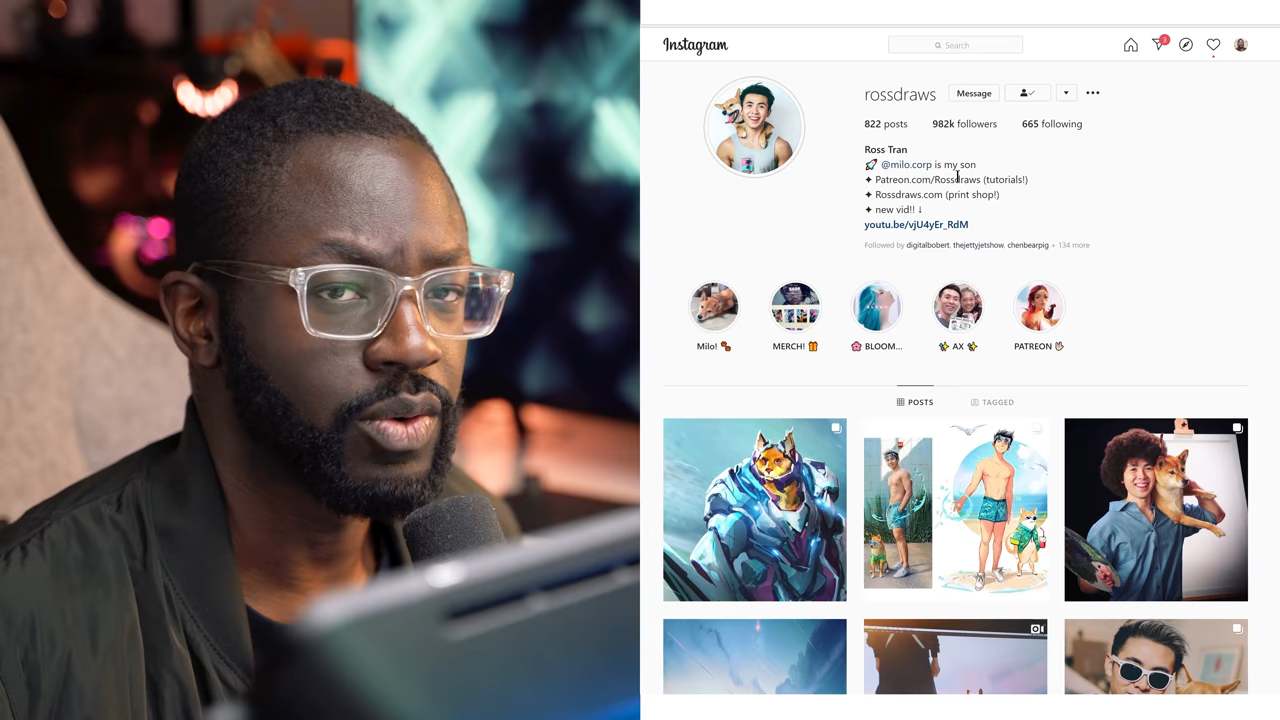 Instagram
Search
3
rossdraws
Message
822 posts 982k followers 665 following
Ross Tran
🚀 @milo.corp is my son
✦ Patreon.com/Rossdraws (tutorials!)
✦ Rossdraws.com (print shop!)
✦ new vid!! ↓
youtu.be/vjU4yEr_RdM
Followed by digitalbobert, thejettyjetshow, chenbearpig + 134 more
Milo! MERCH! 🎁 🌸 BLOOM... ✨ AX ✨ PATREON
POSTS TAGGED